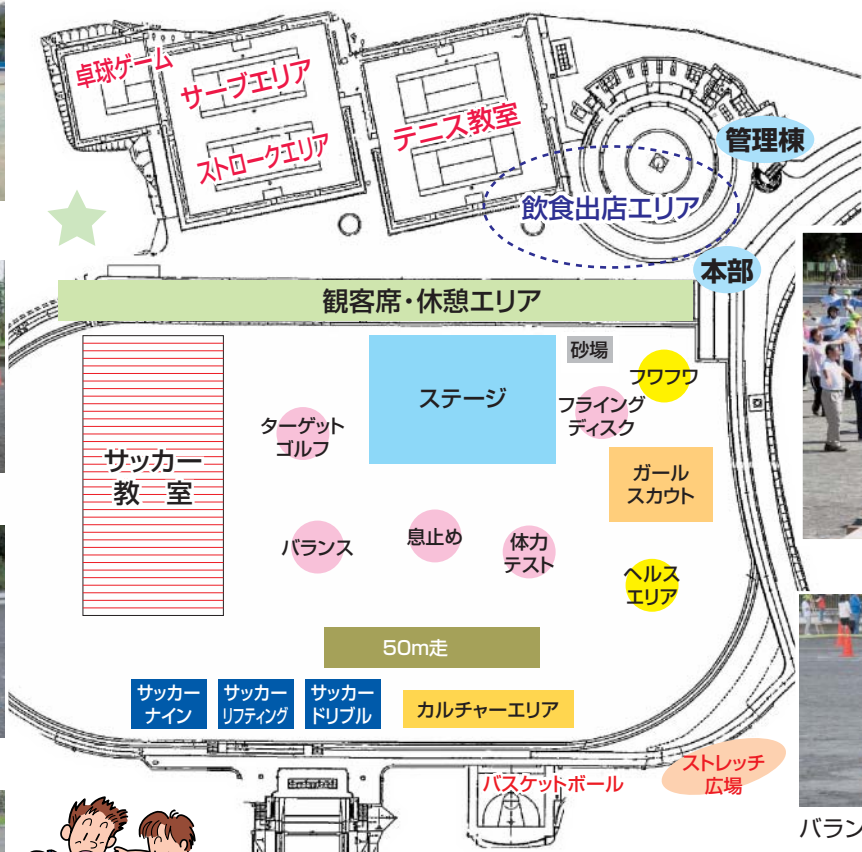 卓球ゲーム
サーブエリア
ストロークエリア
テニス教室
管理棟
飲食出店エリア
本部
観客席・休憩エリア
砂場
フワフワ
ステージ
フライング
ディスク
ターゲット
ゴルフ
サッカー
教 室
ガール
スカウト
バランス
息止め
体力
テスト
ヘルス
エリア
50m走
サッカー
ナイン
サッカー
リフティング
サッカー
ドリブル
カルチャーエリア
バスケットボール
ストレッチ
広場
バラン